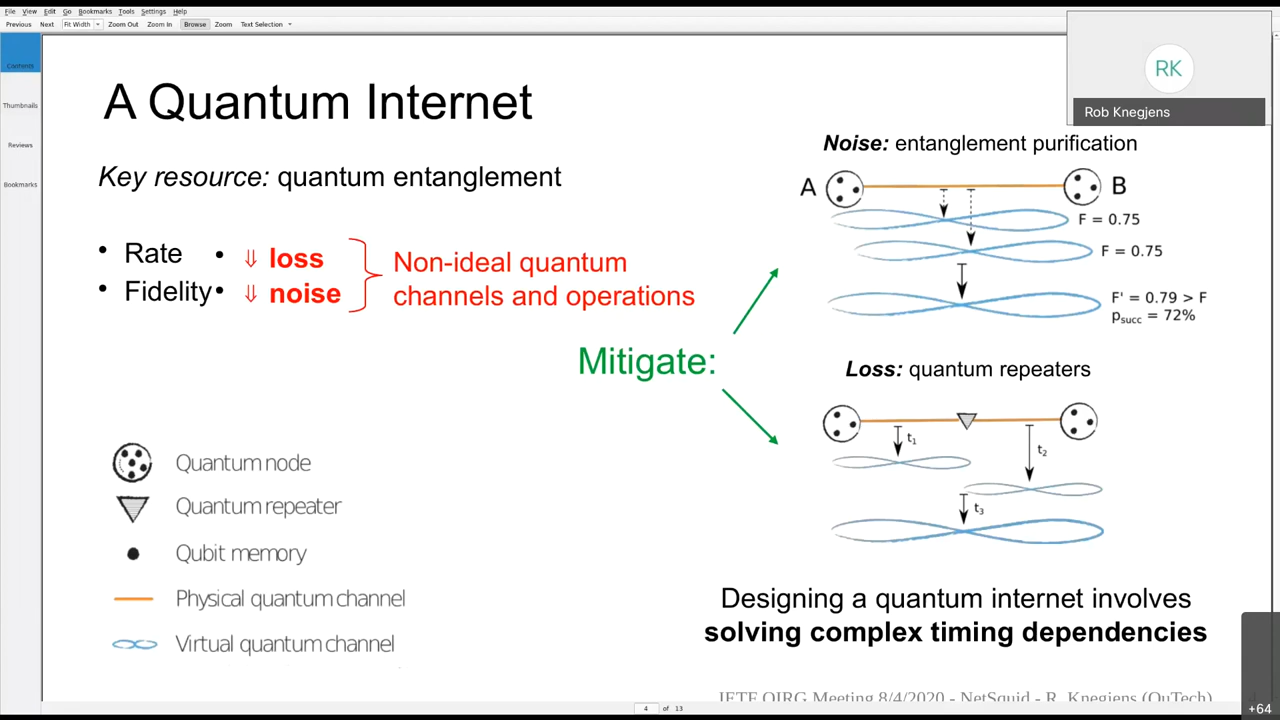 File View Edit Go Bookmarks Tools Settings Help
Previous Next Fit Width Zoom Out Zoom In Browse Zoom Text Selection
Contents
Thumbnails
Reviews
Bookmarks
RK
Rob Knegjens
A Quantum Internet
Key resource: quantum entanglement
• Rate • ⇓ loss
• Fidelity • ⇓ noise
Non-ideal quantum
channels and operations
Mitigate:
Noise: entanglement purification
A B
F = 0.75
F = 0.75
F' = 0.79 > F
psucc = 72%
Loss: quantum repeaters
t1
t2
t3
Quantum node
Quantum repeater
Qubit memory
Physical quantum channel
Virtual quantum channel
Designing a quantum internet involves
solving complex timing dependencies
IETF QIRG Meeting 8/4/2020 - NetSquid - R. Knegjens (QuTech)
4 of 13
+64